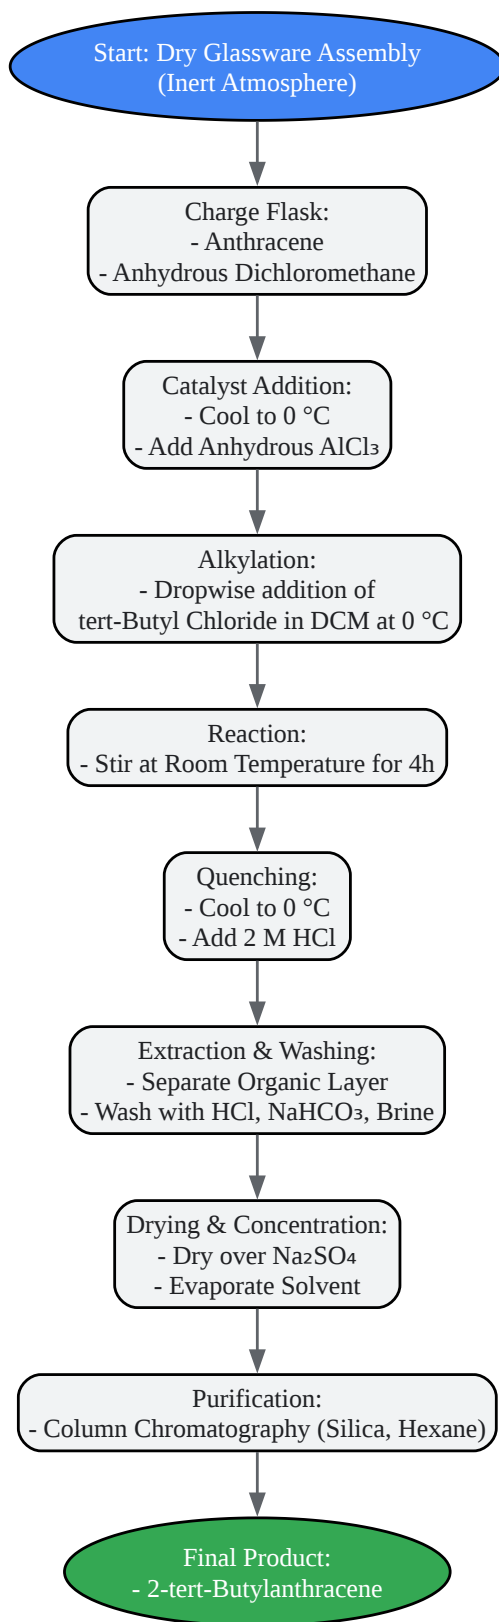 Start: Dry Glassware Assembly
(Inert Atmosphere)
Charge Flask:
- Anthracene
- Anhydrous Dichloromethane
Catalyst Addition:
- Cool to 0 °C
- Add Anhydrous AlCl₃
Alkylation:
- Dropwise addition of
tert-Butyl Chloride in DCM at 0 °C
Reaction:
- Stir at Room Temperature for 4h
Quenching:
- Cool to 0 °C
- Add 2 M HCl
Extraction & Washing:
- Separate Organic Layer
- Wash with HCl, NaHCO₃, Brine
Drying & Concentration:
- Dry over Na₂SO₄
- Evaporate Solvent
Purification:
- Column Chromatography (Silica, Hexane)
Final Product:
- 2-tert-Butylanthracene